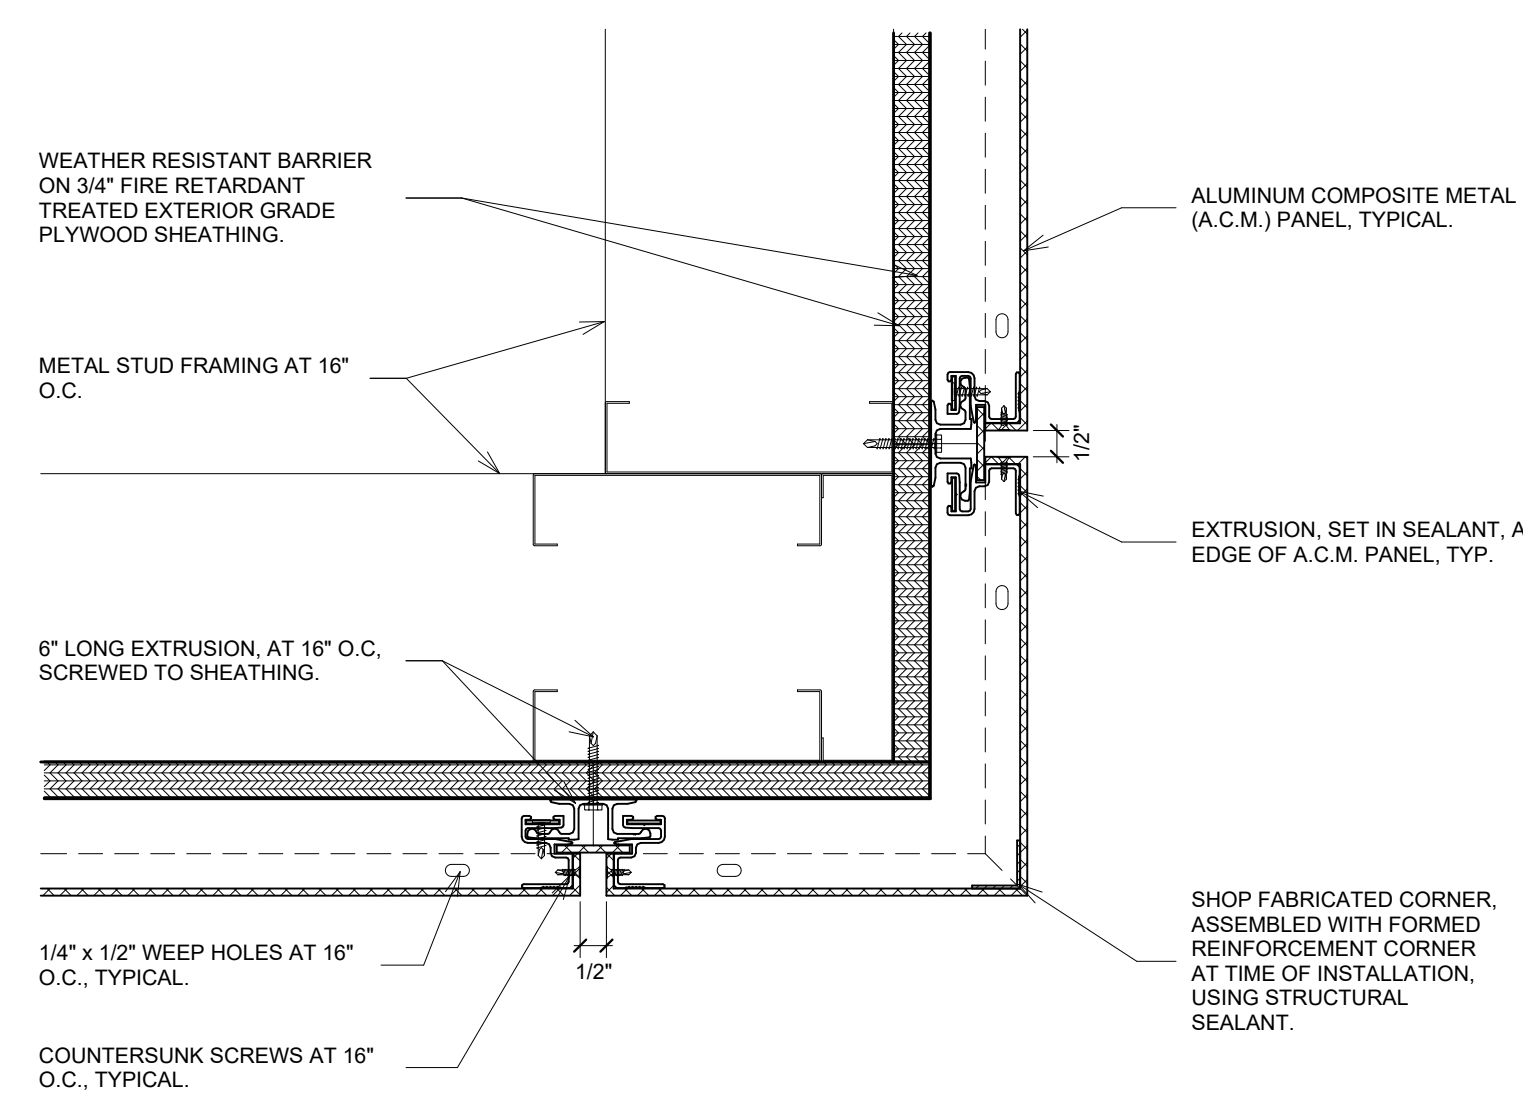 WEATHER RESISTANT BARRIER
ON 3/4" FIRE RETARDANT
TREATED EXTERIOR GRADE
PLYWOOD SHEATHING.
METAL STUD FRAMING AT 16"
O.C.
6" LONG EXTRUSION, AT 16" O.C,
SCREWED TO SHEATHING.
1/4" x 1/2" WEEP HOLES AT 16"
O.C., TYPICAL.
COUNTERSUNK SCREWS AT 16"
O.C., TYPICAL.
1/2"
1/2"
ALUMINUM COMPOSITE METAL
(A.C.M.) PANEL, TYPICAL.
EXTRUSION, SET IN SEALANT, A
EDGE OF A.C.M. PANEL, TYP.
SHOP FABRICATED CORNER,
ASSEMBLED WITH FORMED
REINFORCEMENT CORNER
AT TIME OF INSTALLATION,
USING STRUCTURAL
SEALANT.